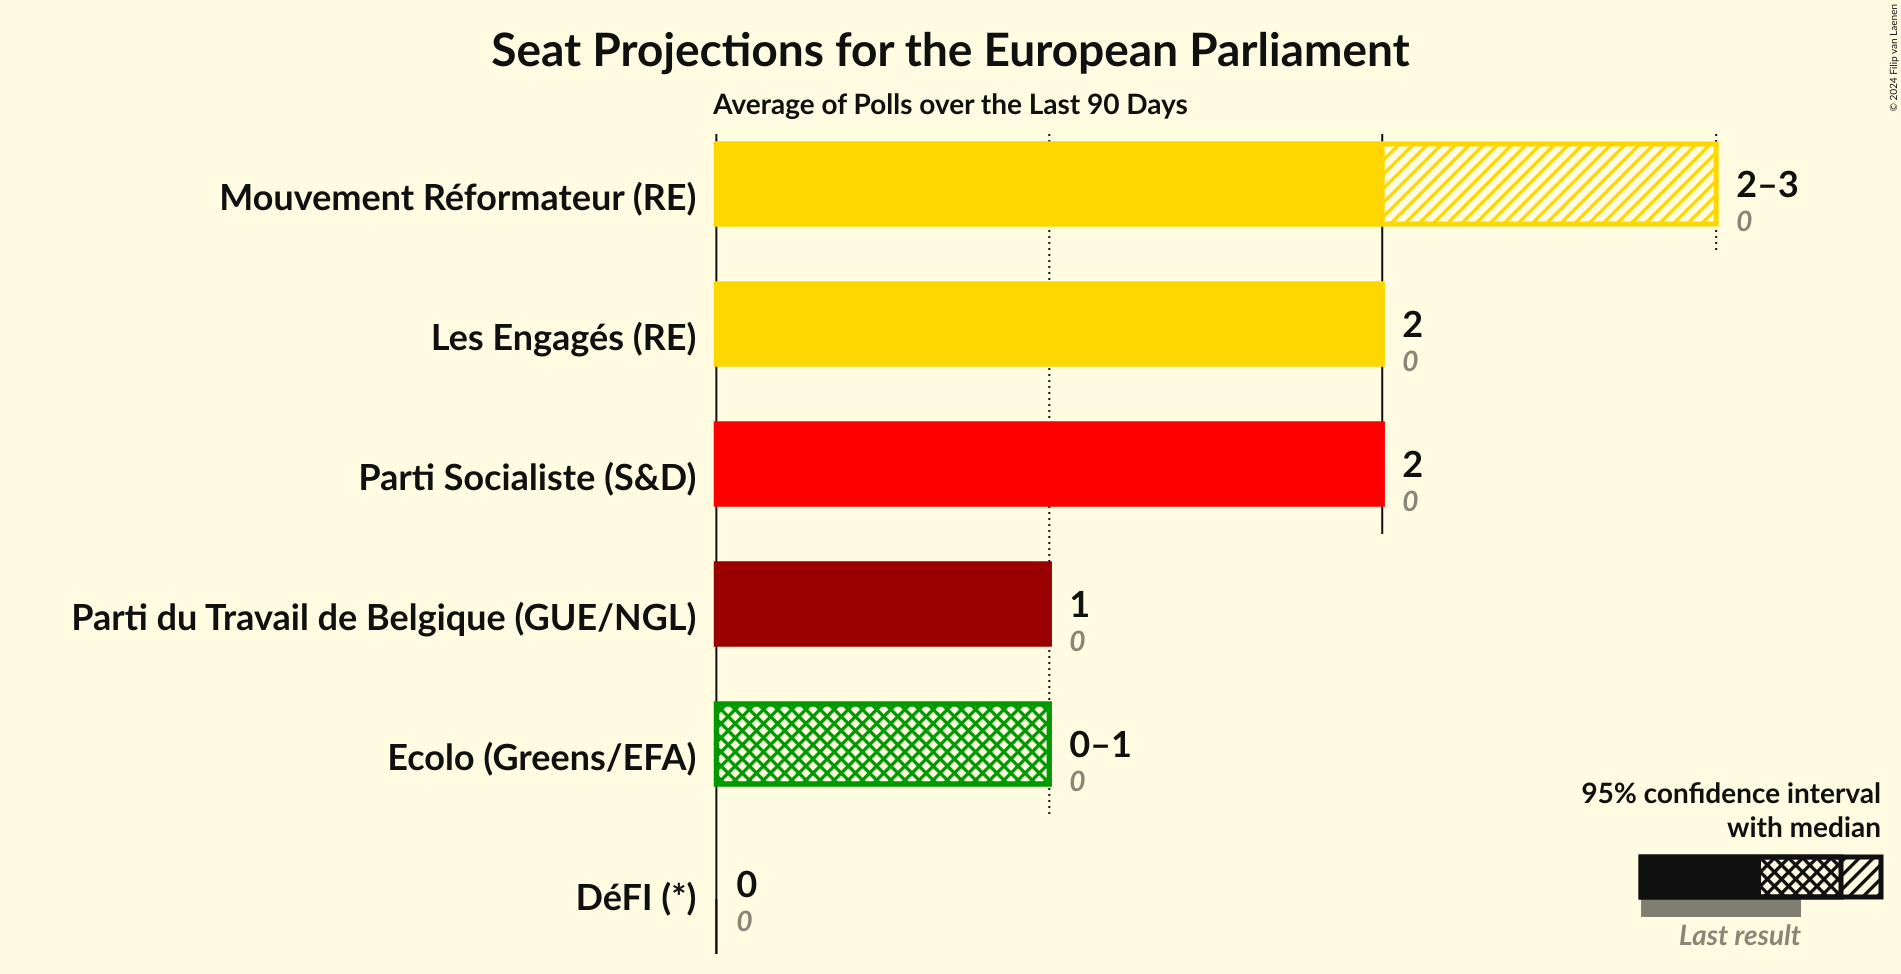 Seat Projections for the European Parliament
Average of Polls over the Last 90 Days
Mouvement Réformateur (RE)
2–3
0
Les Engagés (RE)
2
0
Parti Socialiste (S&D)
2
0
Parti du Travail de Belgique (GUE/NGL)
1
0
Ecolo (Greens/EFA)
0–1
0
DéFI (*)
0
0
95% confidence interval
with median
Last result
© 2024 Filip van Laenen